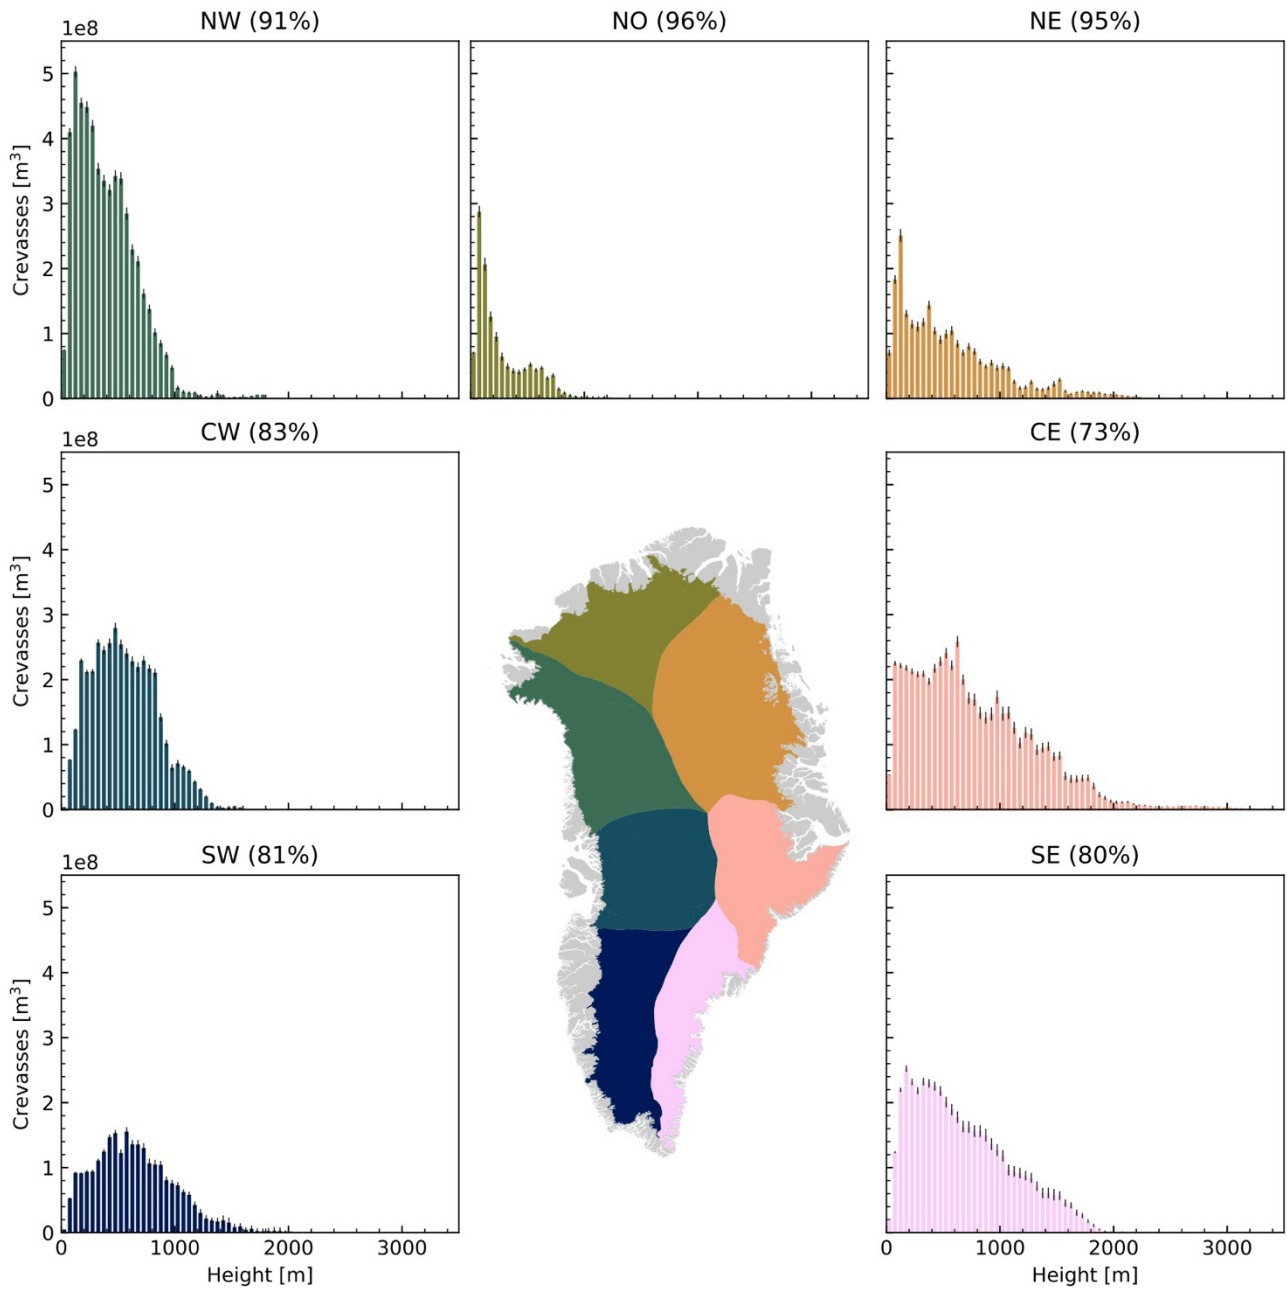 NW (91%)
NO (96%)
NE (95%)
1e8
5
4
3
2
1
0
Crevasses [m³]
CW (83%)
CE (73%)
1e8
5
4
3
2
1
0
Crevasses [m³]
SW (81%)
SE (80%)
1e8
5
4
3
2
1
0
Crevasses [m³]
0 1000 2000 3000
Height [m]
0 1000 2000 3000
Height [m]